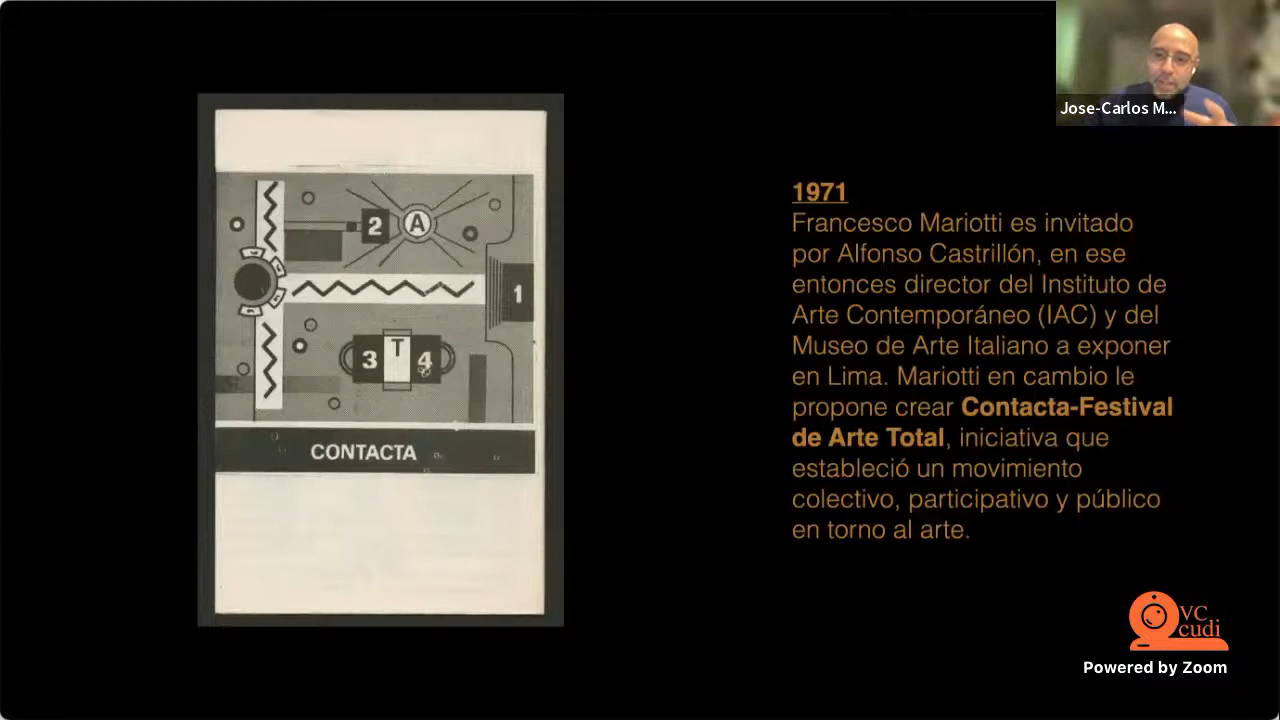 Jose-Carlos M...
2
A
1
3
T
4
CONTACTA
1971
Francesco Mariotti es invitado
por Alfonso Castrillón, en ese
entonces director del Instituto de
Arte Contemporáneo (IAC) y del
Museo de Arte Italiano a exponer
en Lima. Mariotti en cambio le
propone crear Contacta-Festival
de Arte Total, iniciativa que
estableció un movimiento
colectivo, participativo y público
en torno al arte.
VC
cudi
Powered by Zoom